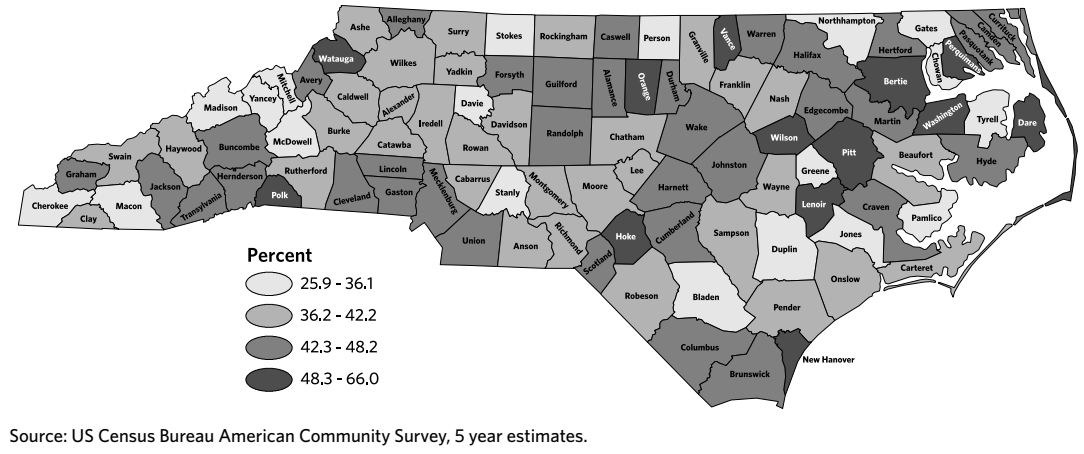 Ashe
Alleghany
Surry
Stokes
Rockingham
Caswell
Person
Granville
Vance
Warren
Northhampton
Halifax
Hertford
Gates
Currituck
Camden
Pasquotank
Perquimans
Chowan
Watauga
Wilkes
Yadkin
Forsyth
Guilford
Alamance
Orange
Durham
Franklin
Nash
Edgecombe
Bertie
Avery
Mitchell
Yancey
Madison
Caldwell
Alexander
Iredell
Davie
Davidson
Randolph
Chatham
Wake
Wilson
Martin
Washington
Tyrell
Dare
McDowell
Burke
Catawba
Rowan
Swain
Haywood
Buncombe
Rutherford
Lincoln
Cabarrus
Stanly
Montgomery
Moore
Lee
Harnett
Johnston
Wayne
Greene
Pitt
Beaufort
Hyde
Graham
Jackson
Hernderson
Transylvania
Polk
Cleveland
Gaston
Mecklenburg
Cherokee
Clay
Macon
Union
Anson
Richmond
Scotland
Hoke
Cumberland
Sampson
Duplin
Lenoir
Craven
Jones
Pamlico
Carteret
Onslow
Robeson
Bladen
Pender
Columbus
Brunswick
New Hanover
Percent
25.9 - 36.1
36.2 - 42.2
42.3 - 48.2
48.3 - 66.0
Source: US Census Bureau American Community Survey, 5 year estimates.